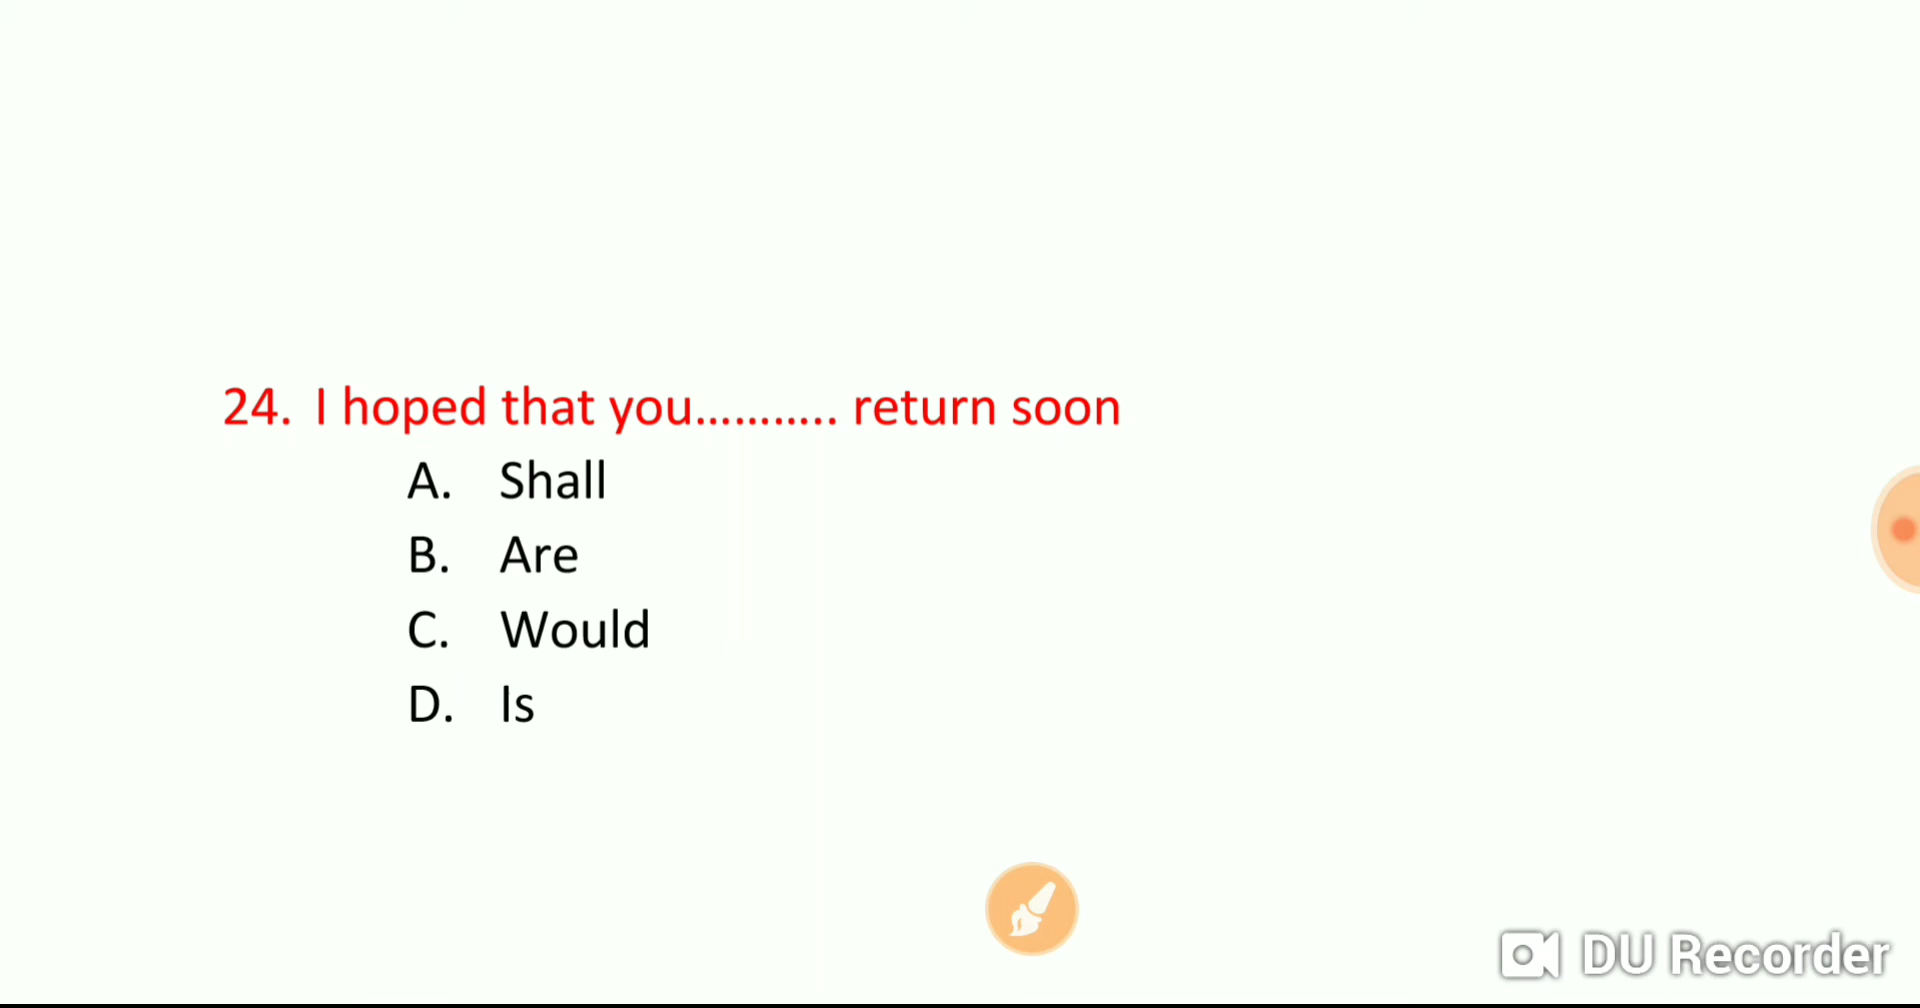 24. I hoped that you........... return soon
A. Shall
B. Are
C. Would
D. Is
DU Recorder